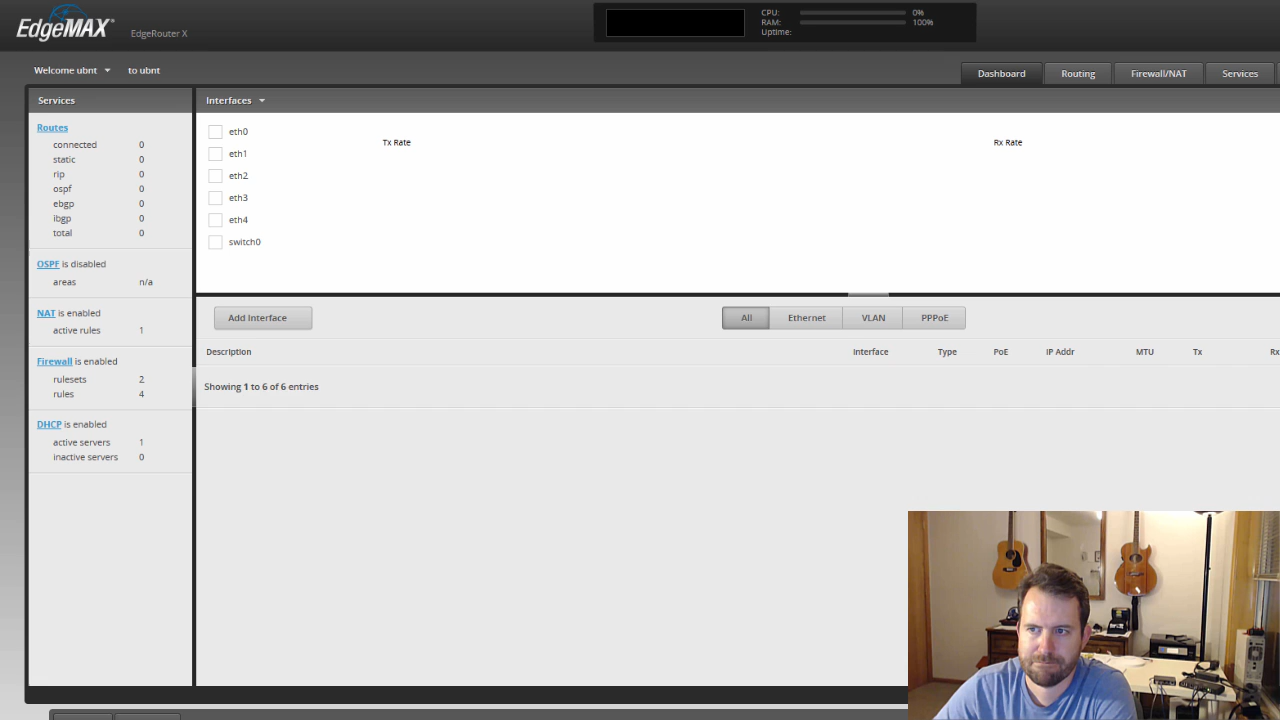 EdgeMAX EdgeRouter X
CPU: 0%
RAM: 100%
Uptime:
Welcome ubnt to ubnt
Dashboard Routing Firewall/NAT Services
Services
Routes
connected 0
static 0
rip 0
ospf 0
ebgp 0
ibgp 0
total 0
OSPF is disabled
areas n/a
NAT is enabled
active rules 1
Firewall is enabled
rulesets 2
rules 4
DHCP is enabled
active servers 1
inactive servers 0
Interfaces
eth0
eth1
eth2
eth3
eth4
switch0
Tx Rate Rx Rate
Add Interface All Ethernet VLAN PPPoE
Description Interface Type PoE IP Addr MTU Tx Rx
Showing 1 to 6 of 6 entries